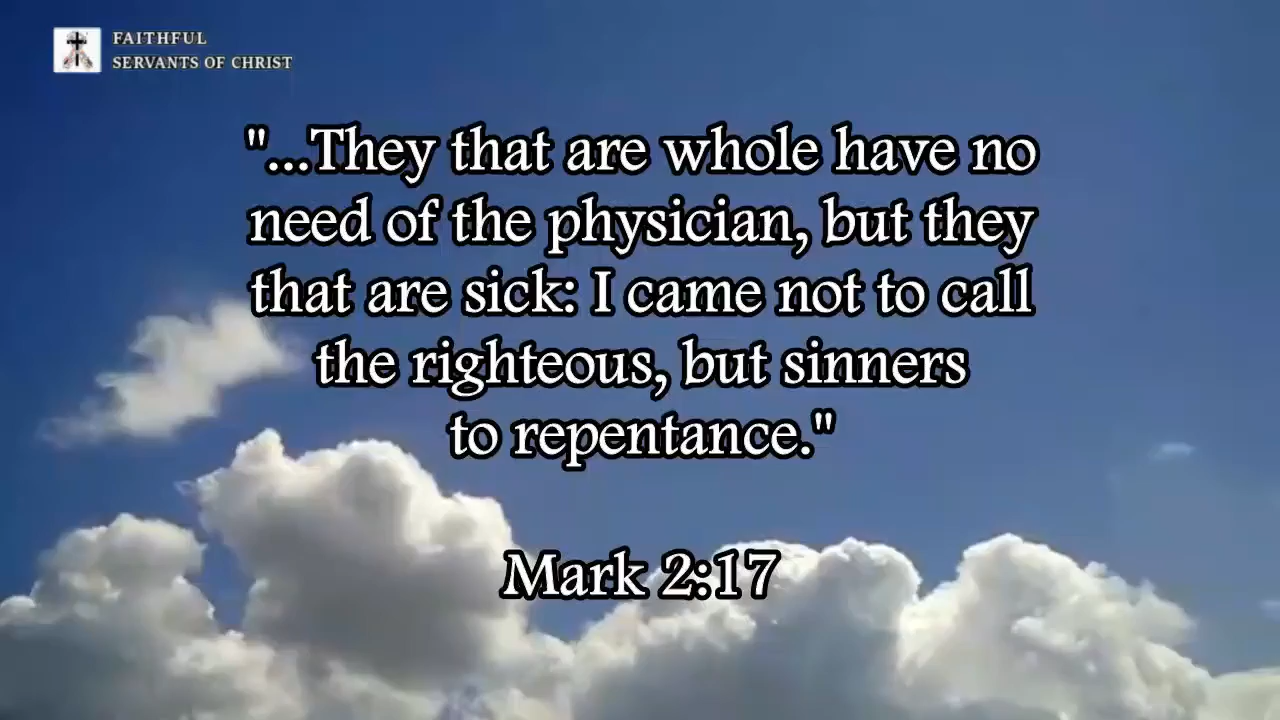 FAITHFUL
SERVANTS OF CHRIST
"...They that are whole have no
need of the physician, but they
that are sick: I came not to call
the righteous, but sinners
to repentance."
Mark 2:17